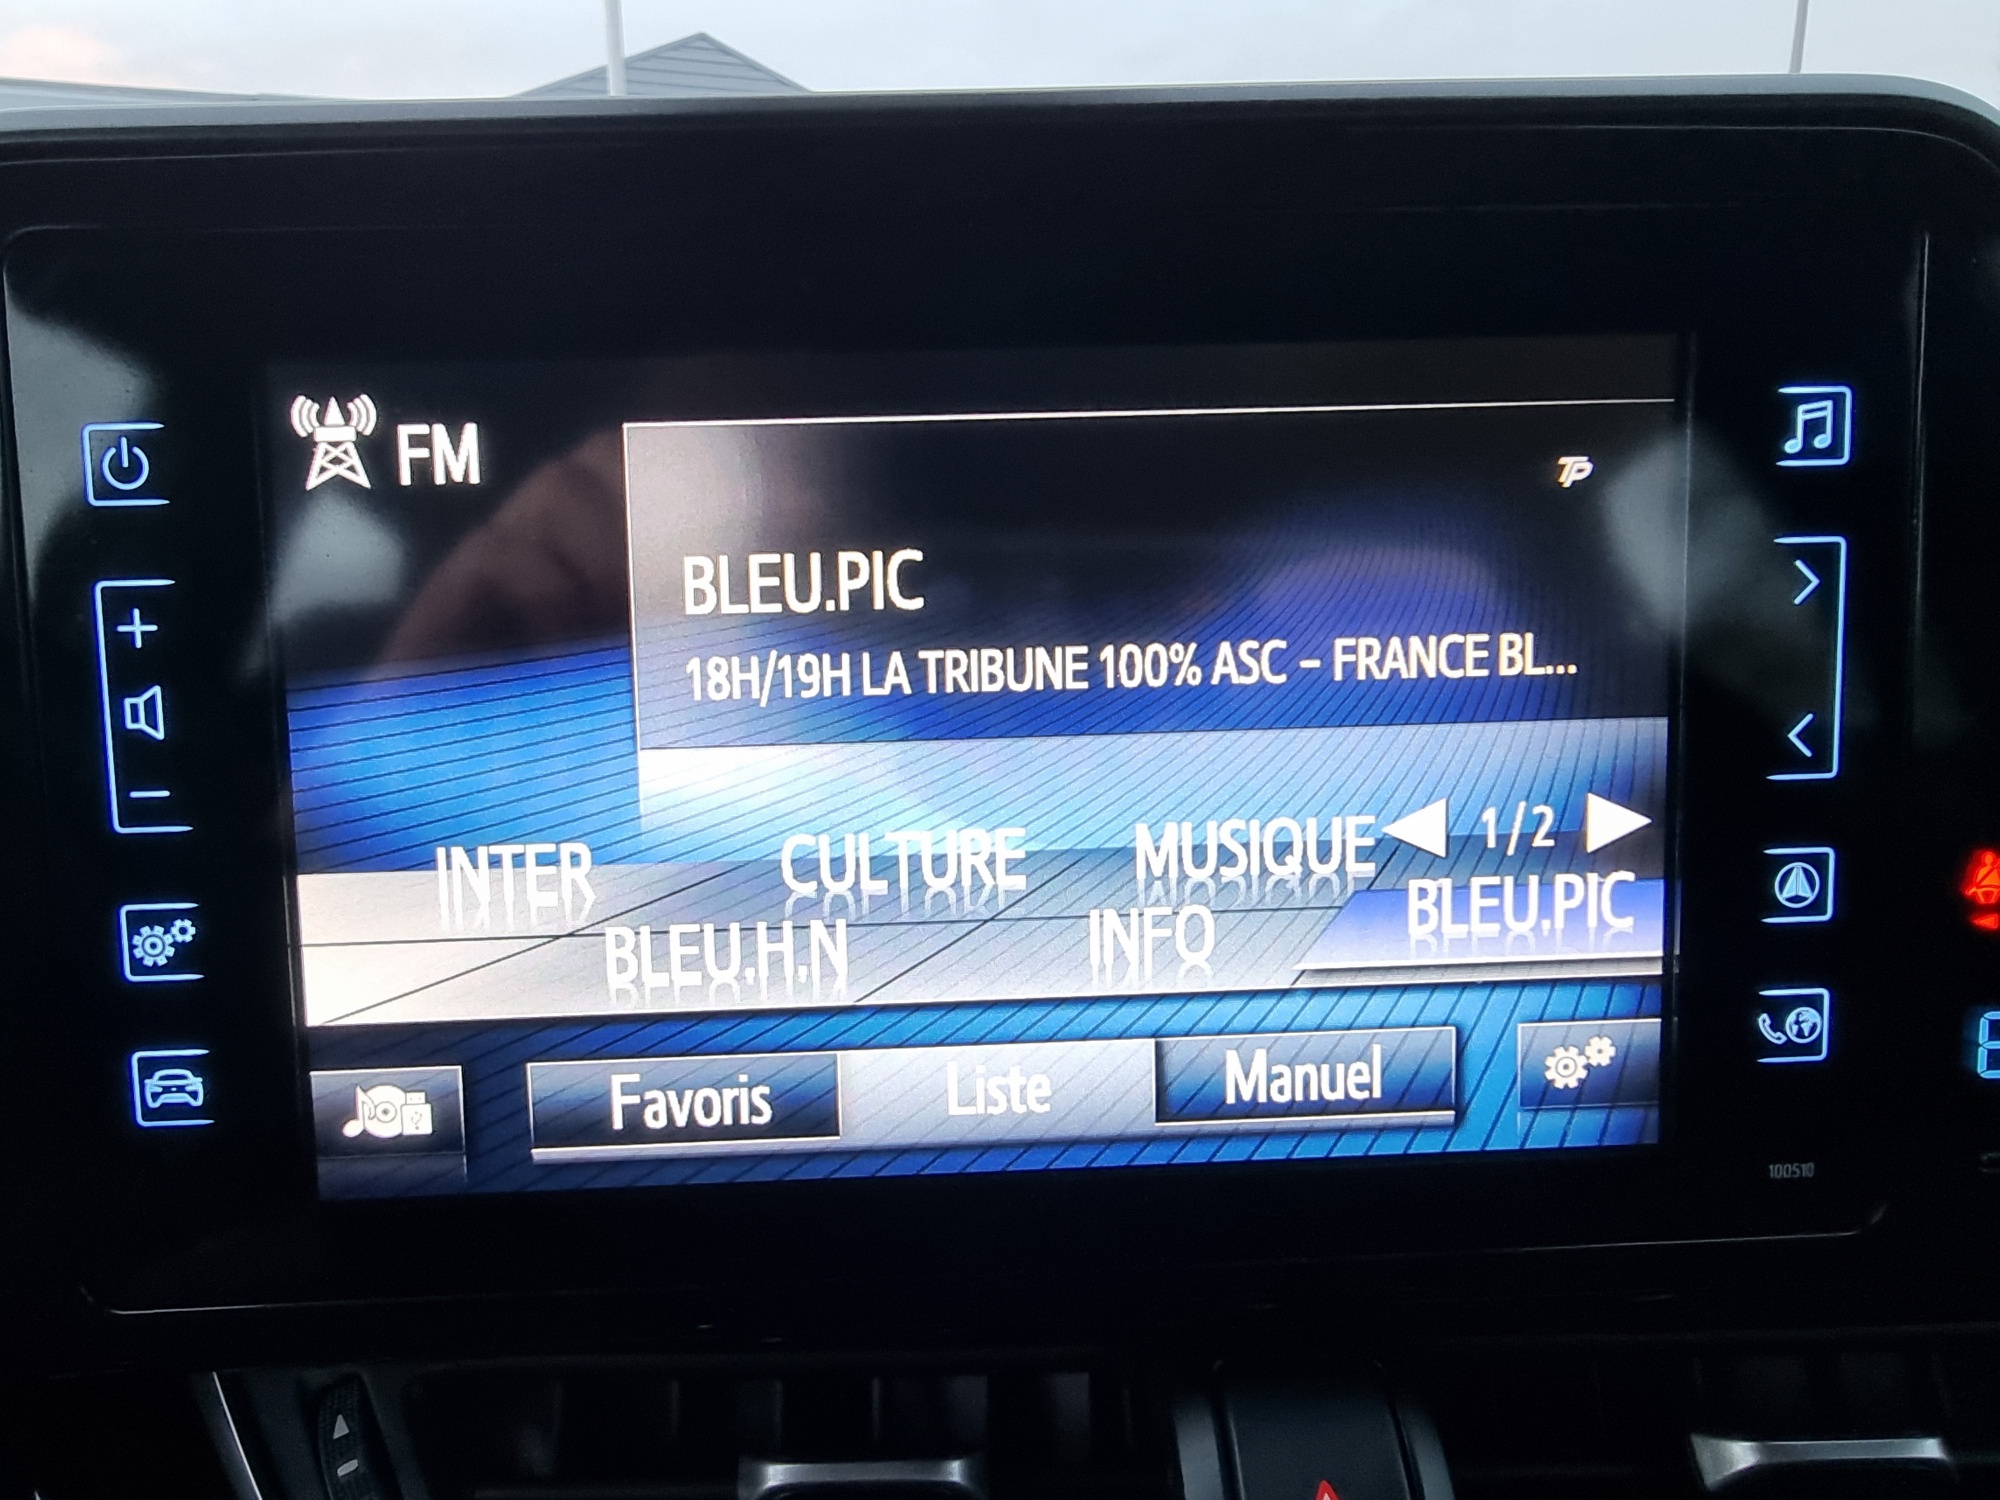 FM
TP
BLEU.PIC
18H/19H LA TRIBUNE 100% ASC – FRANCE BL...
1/2
INTER CULTURE MUSIQUE
BLEU.H.N INFO BLEU.PIC
Favoris Liste Manuel
100510